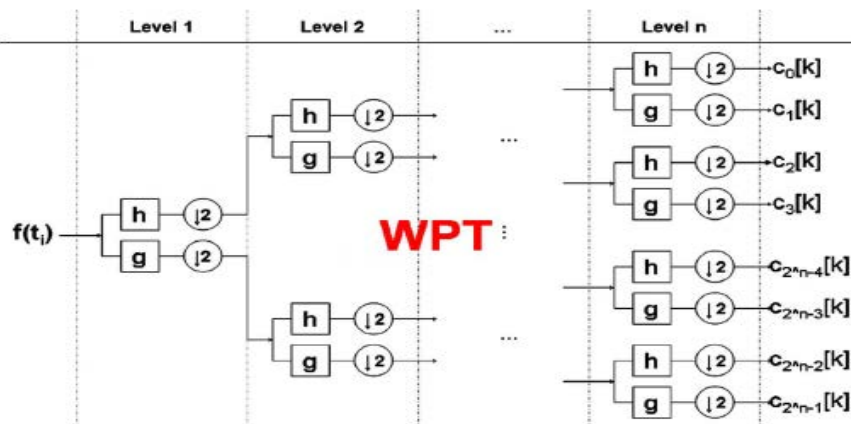 Level 1 Level 2 ... Level n
h ↓2 c₀[k]
g ↓2 c₁[k]
h ↓2 ...
g ↓2
h ↓2 c₂[k]
g ↓2 c₃[k]
h ↓2
f(tᵢ)
g ↓2
WPT ⋮
h ↓2 c₂^ₙ₋₄[k]
g ↓2 c₂^ₙ₋₃[k]
h ↓2 ...
g ↓2
h ↓2 c₂^ₙ₋₂[k]
g ↓2 c₂^ₙ₋₁[k]